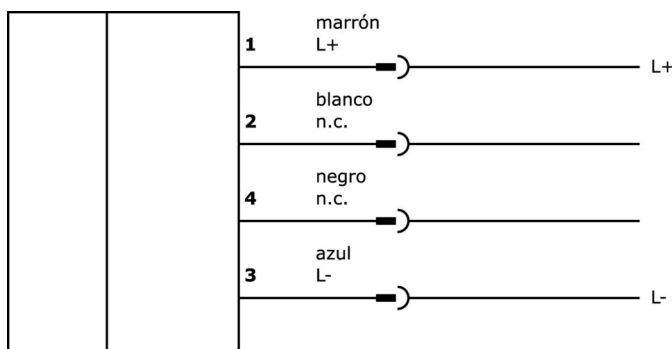 marrón
1 L+
L+
blanco
2 n.c.
negro
4 n.c.
azul
3 L-
L-